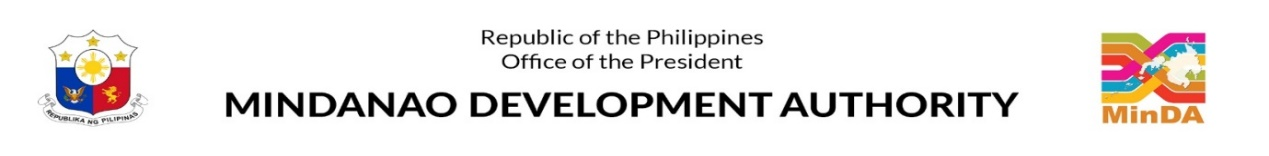 Republic of the Philippines
Office of the President
MINDANAO DEVELOPMENT AUTHORITY
REPUBLIKA NG PILIPINAS
MinDA